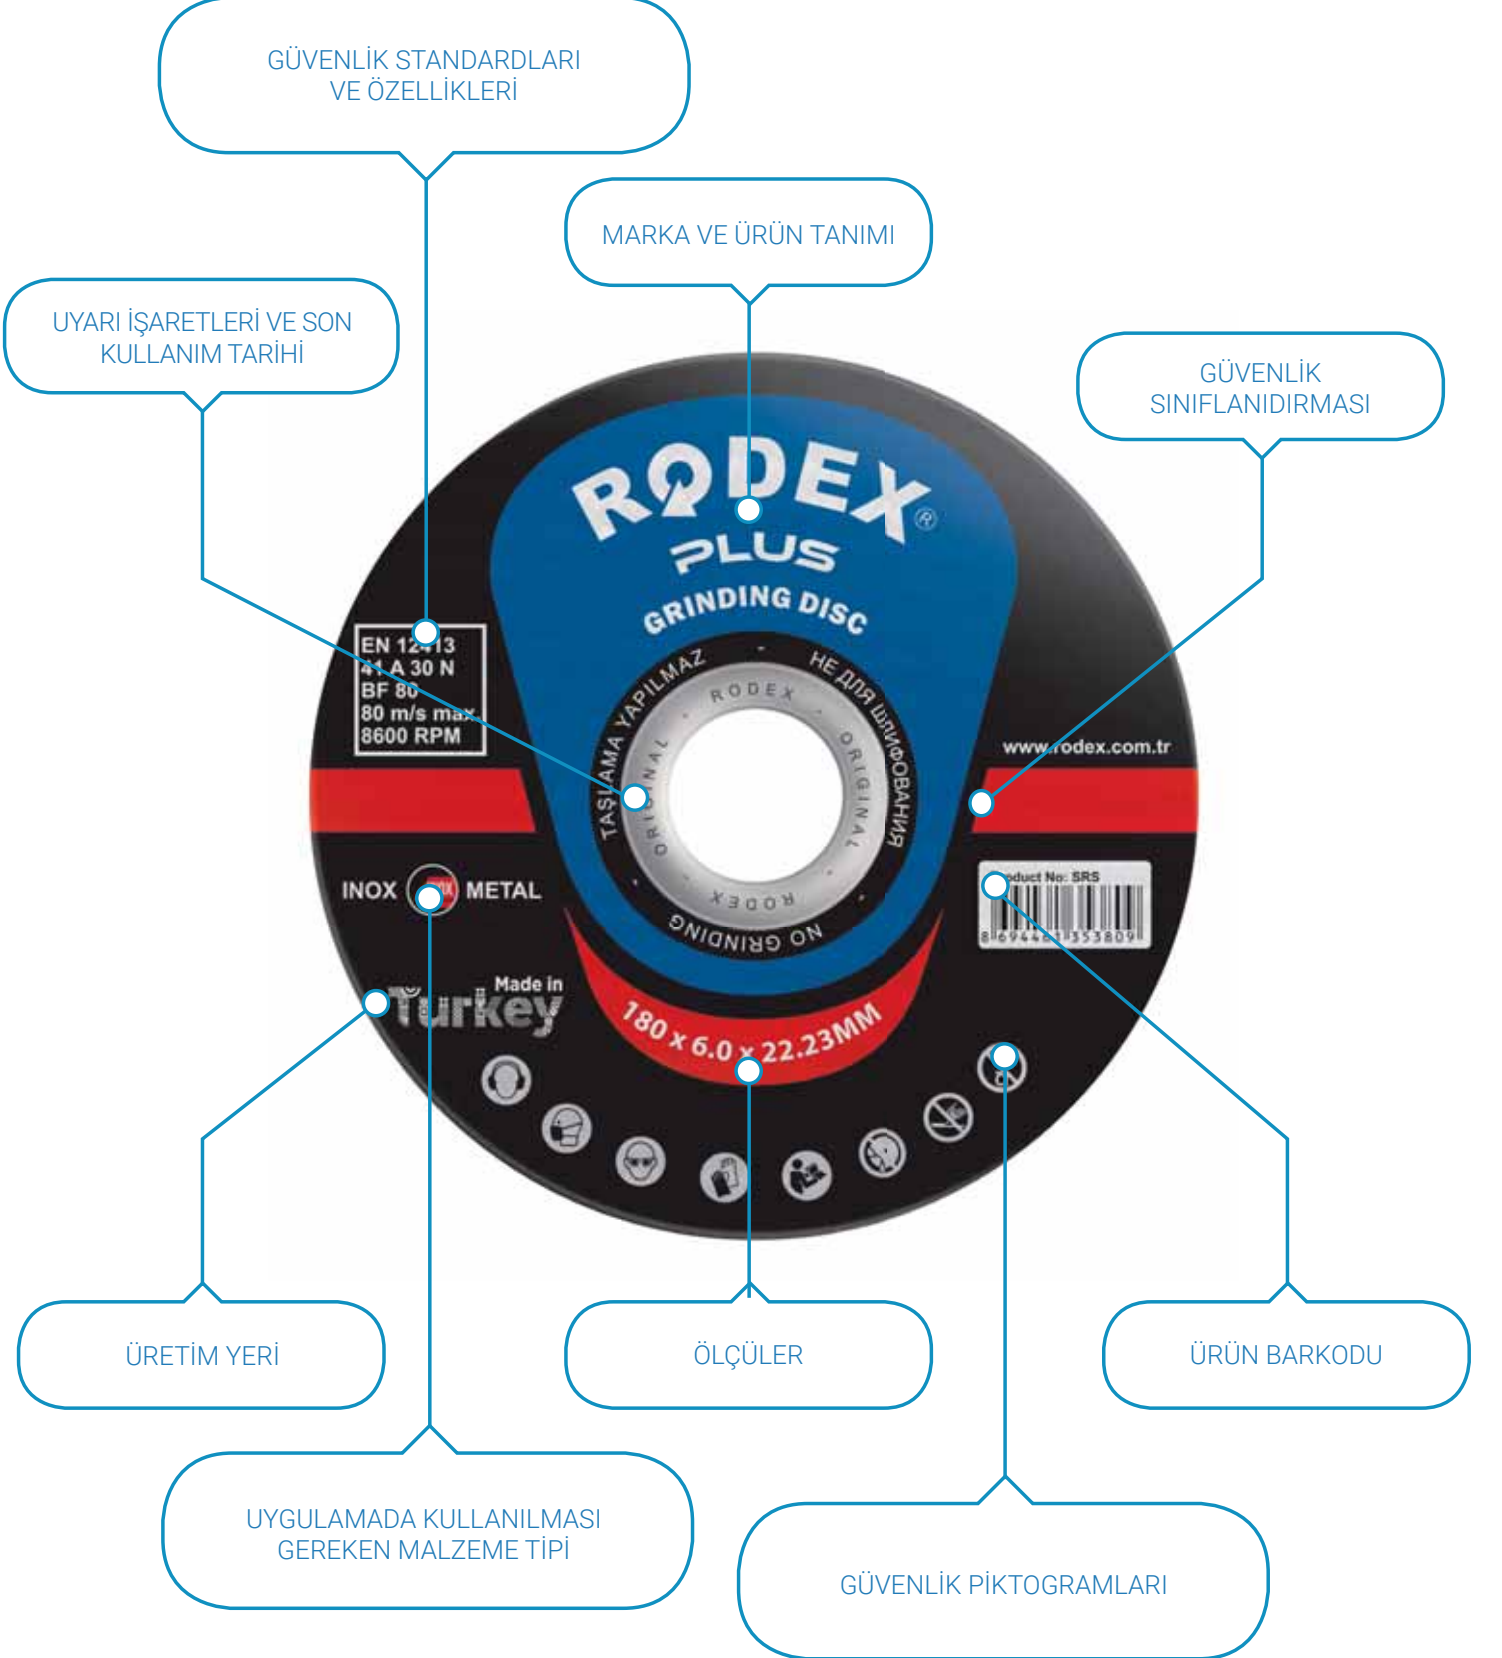 GÜVENLİK STANDARDLARI
VE ÖZELLİKLERİ
MARKA VE ÜRÜN TANIMI
UYARI İŞARETLERİ VE SON
KULLANIM TARİHİ
GÜVENLİK
SINIFLANIDIRMASI
RODEX®
PLUS
GRINDING DISC
EN 12413
41 A 30 N
BF 80
80 m/s max.
8600 RPM
TAŞLAMA YAPILMAZ
НЕ ДЛЯ ШЛИФОВАНИЯ
NO GRINDING
RODEX
ORIGINAL
RODEX
ORIGINAL
www.rodex.com.tr
INOX
METAL
Product No: SRS
Made in
Turkey
180 x 6.0 x 22.23MM
ÜRETİM YERİ
ÖLÇÜLER
ÜRÜN BARKODU
UYGULAMADA KULLANILMASI
GEREKEN MALZEME TİPİ
GÜVENLİK PİKTOGRAMLARI